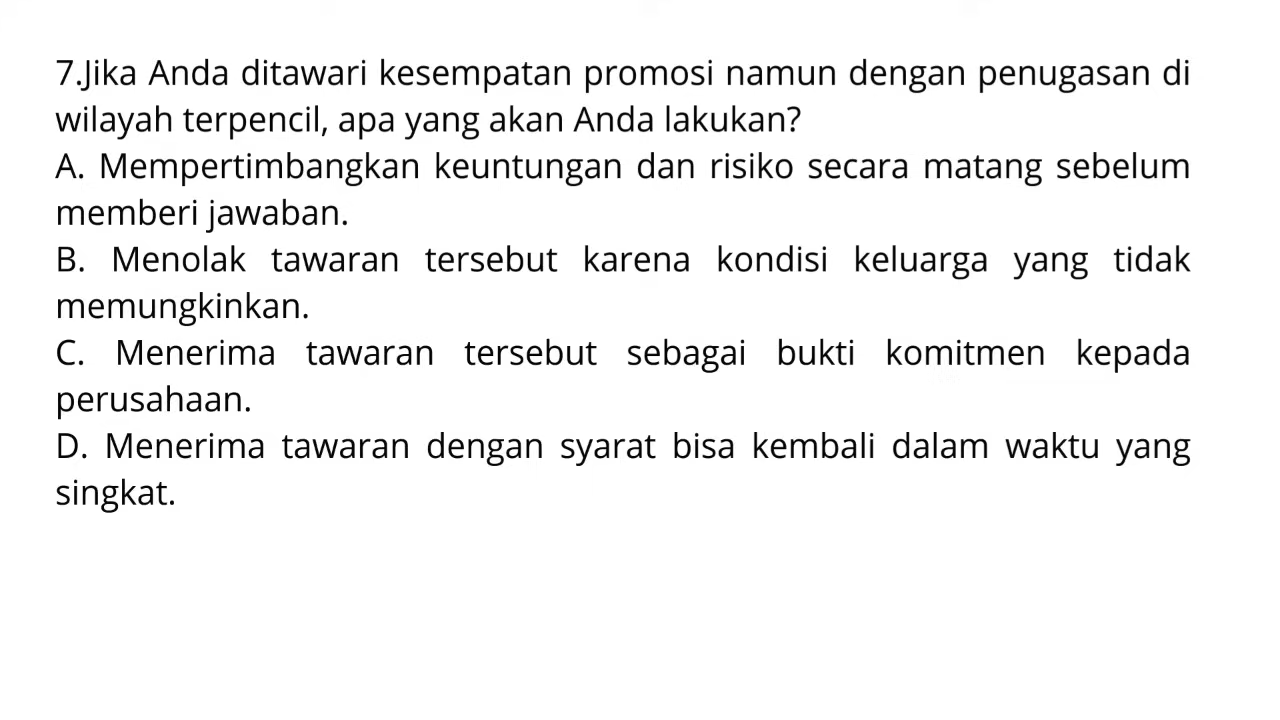 7.Jika Anda ditawari kesempatan promosi namun dengan penugasan di
wilayah terpencil, apa yang akan Anda lakukan?
A. Mempertimbangkan keuntungan dan risiko secara matang sebelum
memberi jawaban.
B. Menolak tawaran tersebut karena kondisi keluarga yang tidak
memungkinkan.
C. Menerima tawaran tersebut sebagai bukti komitmen kepada
perusahaan.
D. Menerima tawaran dengan syarat bisa kembali dalam waktu yang
singkat.